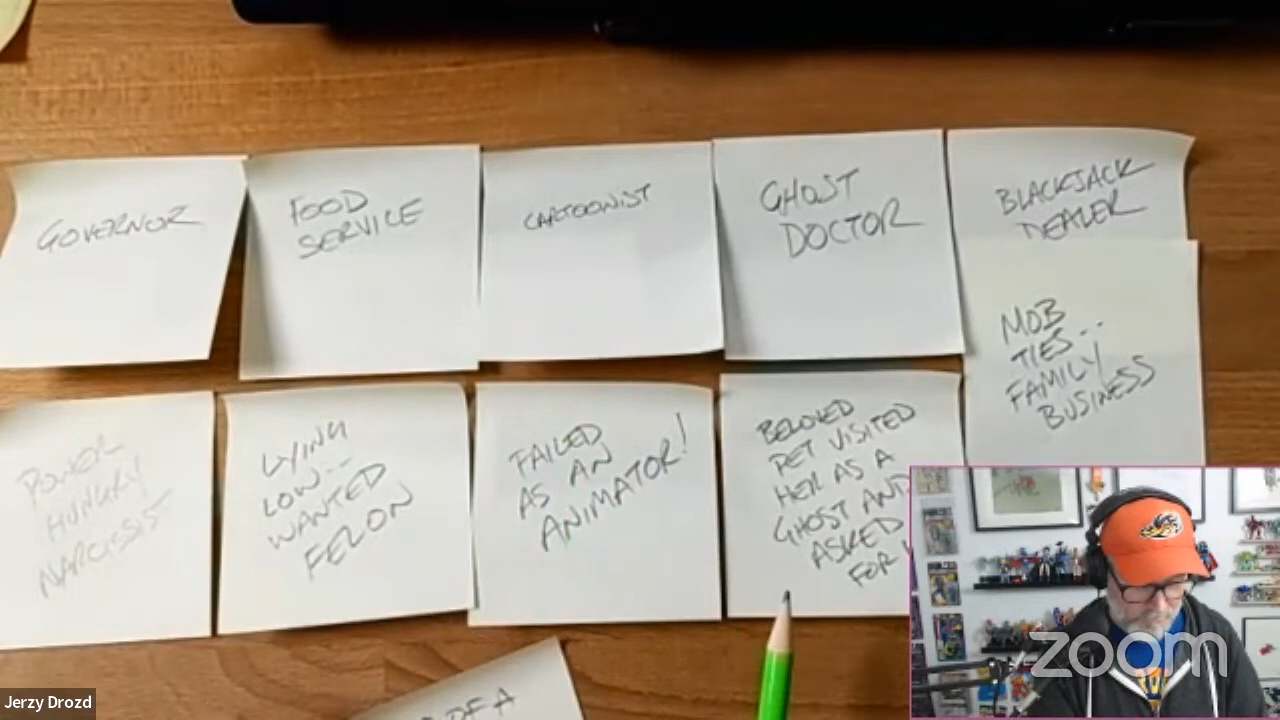 GOVERNOR
FOOD
SERVICE
CARTOONIST
GHOST
DOCTOR
BLACKJACK
DEALER
MOB
TIES...
FAMILY
BUSINESS
POWER-
HUNGRY
NARCISSIST
LYING
LOW...
WANTED
FELON
FAILED
AS AN
ANIMATOR!
BELOVED
PET VISITED
HER AS A
GHOST AND
ASKED
FOR
OF A
zoom
Jerzy Drozd